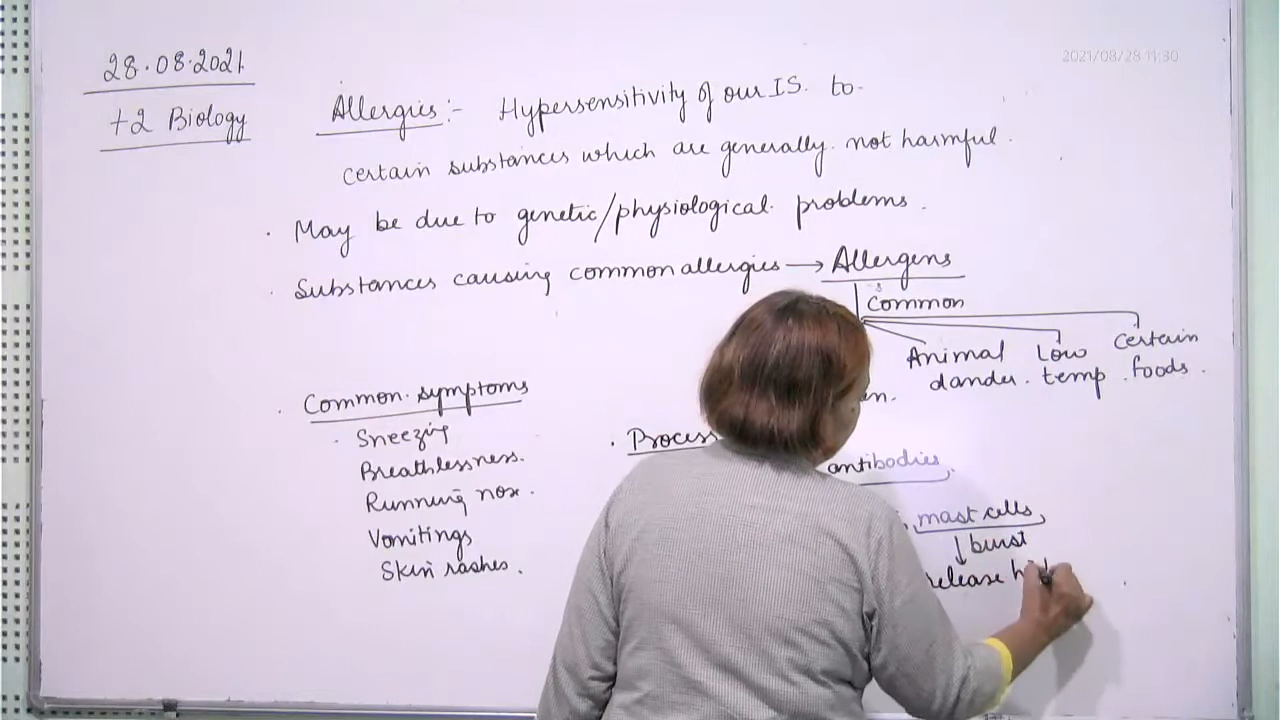 28.08.2021
2021/08/28 11:30
+2 Biology
Allergies :- Hypersensitivity of our IS. to
certain substances which are generally not harmful.
. May be due to genetic/physiological problems.
. Substances causing common allergies → Allergens
Common
Animal dander. Low temp. Certain foods.
. Common symptoms
. Sneezing
Breathlessness.
Running nose.
Vomitings
Skin rashes.
. Process
antibodies.
mast cells,
↓ burst
release